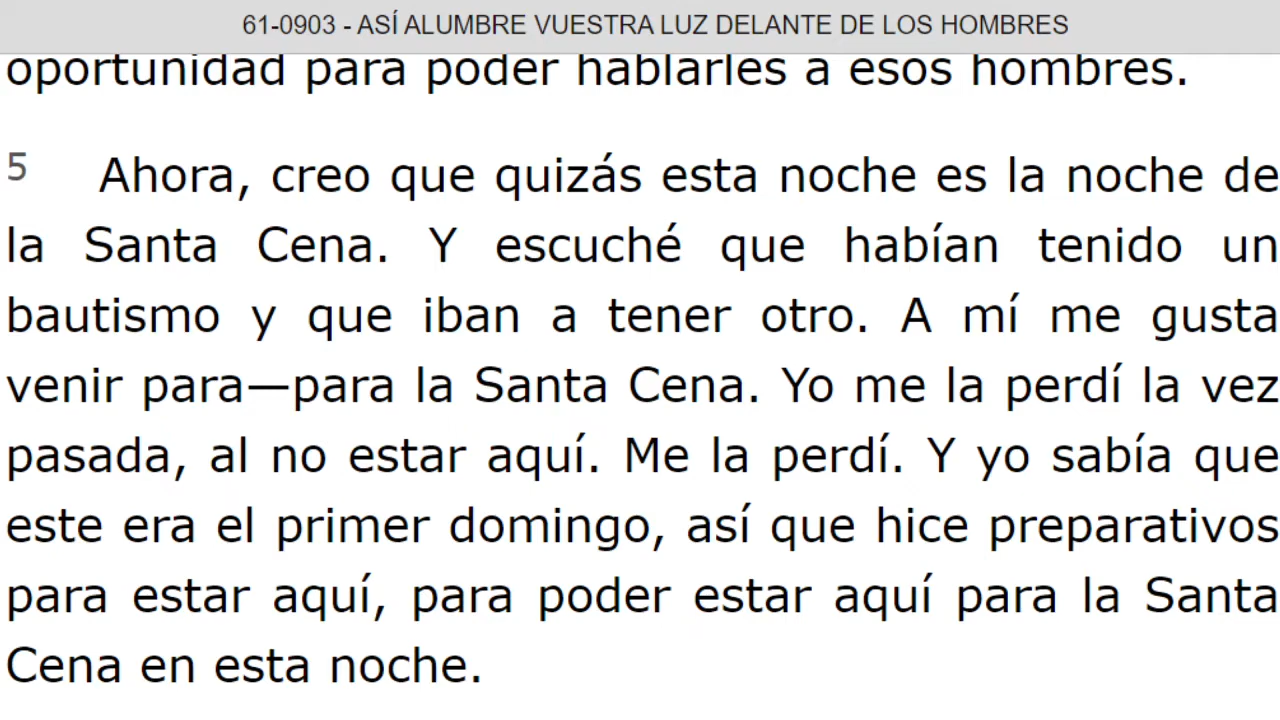 61-0903 - ASÍ ALUMBRE VUESTRA LUZ DELANTE DE LOS HOMBRES
oportunidad para poder hablarles a esos hombres.
5 Ahora, creo que quizás esta noche es la noche de
la Santa Cena. Y escuché que habían tenido un
bautismo y que iban a tener otro. A mí me gusta
venir para—para la Santa Cena. Yo me la perdí la vez
pasada, al no estar aquí. Me la perdí. Y yo sabía que
este era el primer domingo, así que hice preparativos
para estar aquí, para poder estar aquí para la Santa
Cena en esta noche.